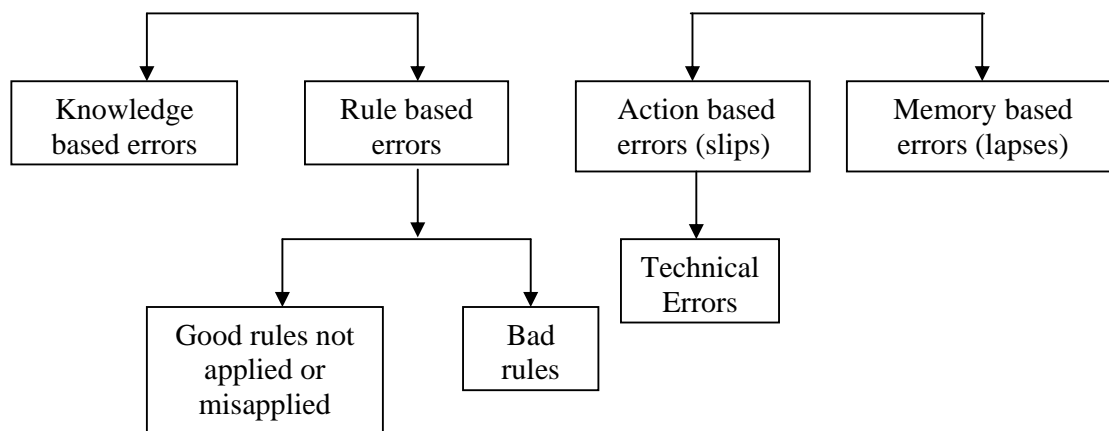 Knowledge
based errors
Rule based
errors
Action based
errors (slips)
Memory based
errors (lapses)
Technical
Errors
Good rules not
applied or
misapplied
Bad
rules